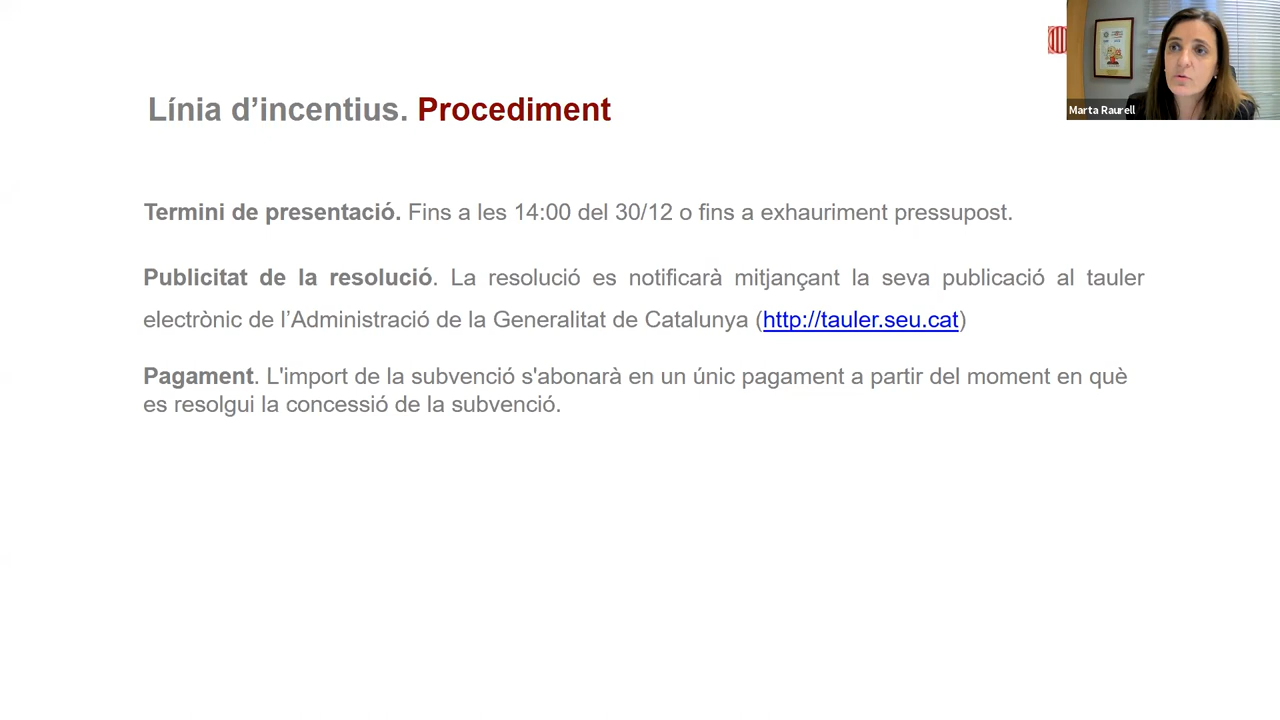 Línia d’incentius. Procediment
Marta Raurell
Termini de presentació. Fins a les 14:00 del 30/12 o fins a exhauriment pressupost.
Publicitat de la resolució. La resolució es notificarà mitjançant la seva publicació al tauler
electrònic de l’Administració de la Generalitat de Catalunya (http://tauler.seu.cat)
Pagament. L'import de la subvenció s'abonarà en un únic pagament a partir del moment en què
es resolgui la concessió de la subvenció.